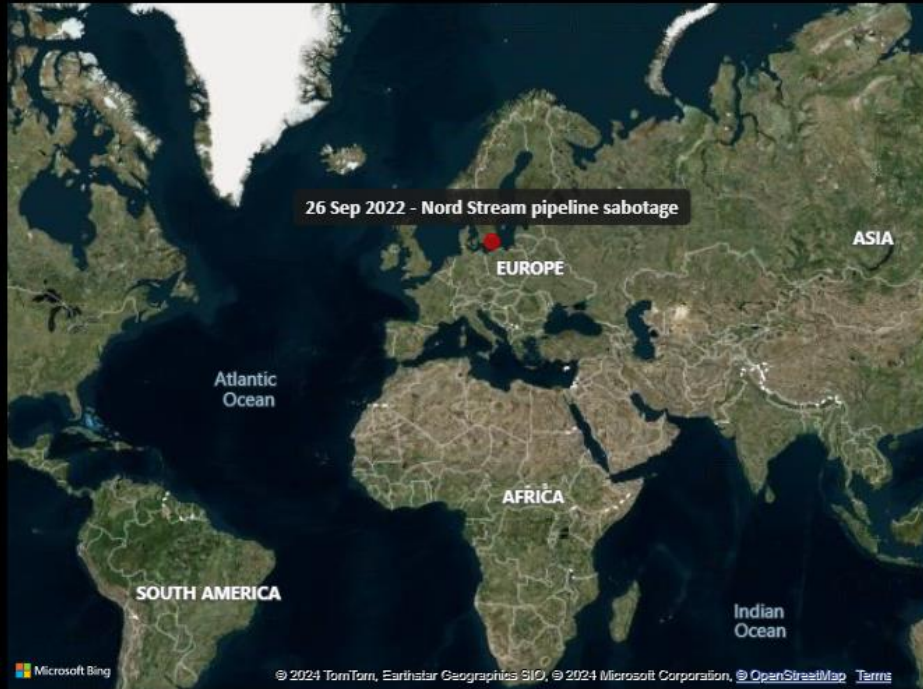 26 Sep 2022 - Nord Stream pipeline sabotage
ASIA
EUROPE
Atlantic
Ocean
AFRICA
SOUTH AMERICA
Indian
Ocean
Microsoft Bing
© 2024 TomTom, Earthstar Geographics SIO, © 2024 Microsoft Corporation, © OpenStreetMap Terms